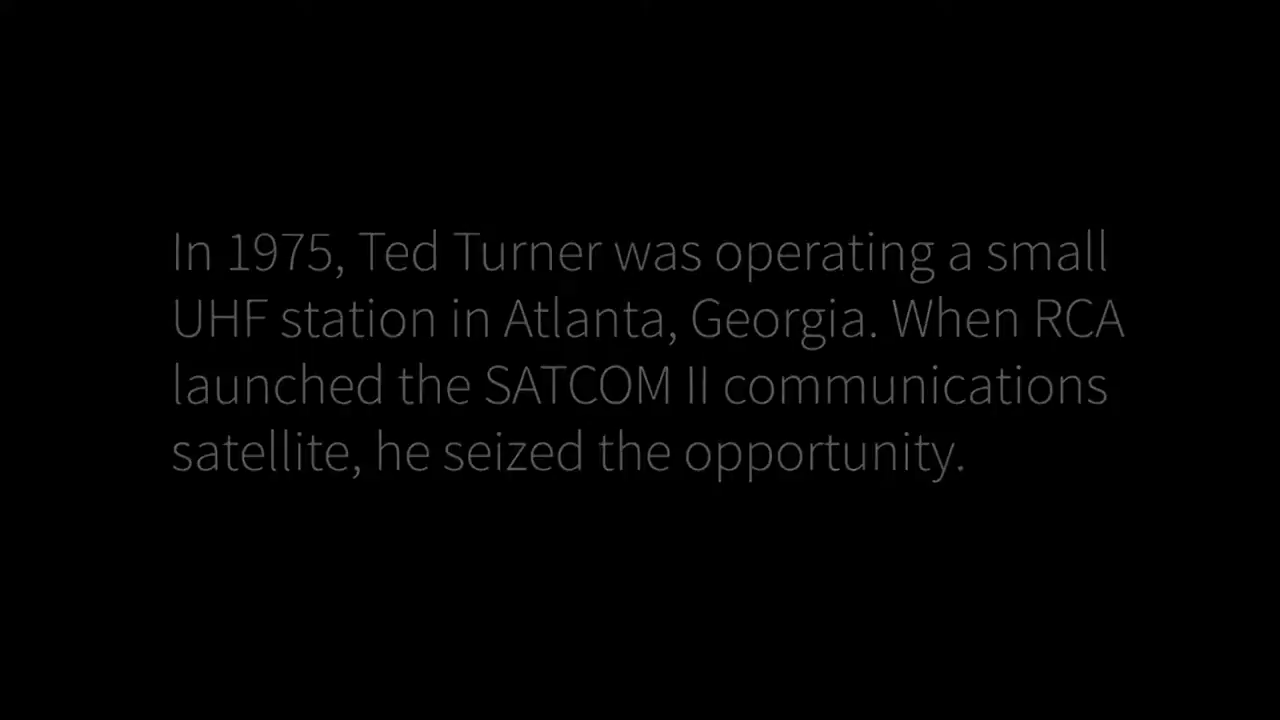 In 1975, Ted Turner was operating a small
UHF station in Atlanta, Georgia. When RCA
launched the SATCOM II communications
satellite, he seized the opportunity.